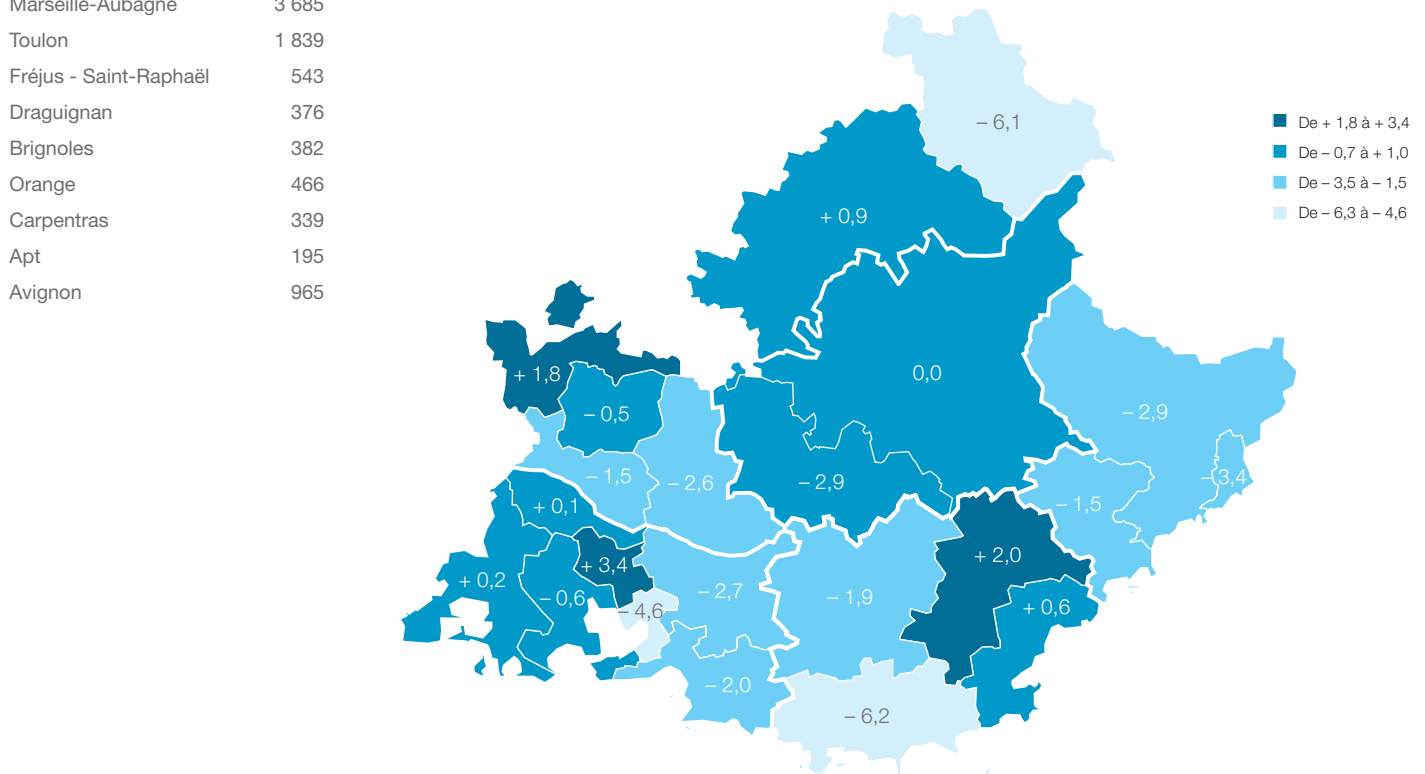 Marseille-Aubagne 3 685
Toulon 1 839
Fréjus - Saint-Raphaël 543
Draguignan 376
Brignoles 382
Orange 466
Carpentras 339
Apt 195
Avignon 965
De + 1,8 à + 3,4
De – 0,7 à + 1,0
De – 3,5 à – 1,5
De – 6,3 à – 4,6
– 6,1
+ 0,9
0,0
+ 1,8
– 0,5
– 2,9
– 1,5
– 2,6
– 2,9
– 3,4
+ 0,1
– 1,5
+ 3,4
+ 2,0
+ 0,2
– 0,6
– 4,6
– 2,7
– 1,9
+ 0,6
– 2,0
– 6,2